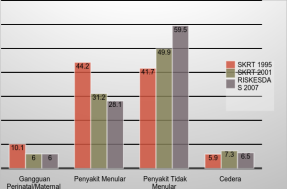 59.5
49.9
44.2
41.7
31.2
28.1
10.1
6
6
5.9
7.3
6.5
SKRT 1995
SKRT 2001
RISKESDA
S 2007
Gangguan
Perinatal/Maternal
Penyakit Menular
Penyakit Tidak
Menular
Cedera